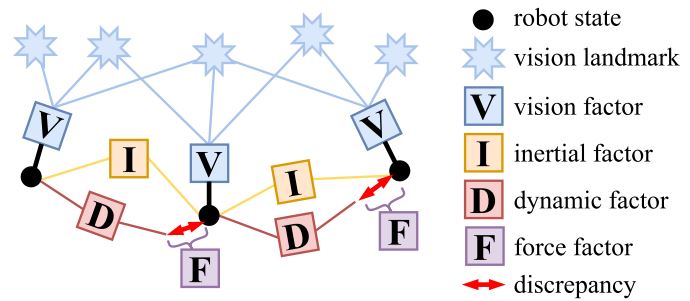 V
I
V
I
V
D
D
F
F
robot state
vision landmark
V vision factor
I inertial factor
D dynamic factor
F force factor
discrepancy